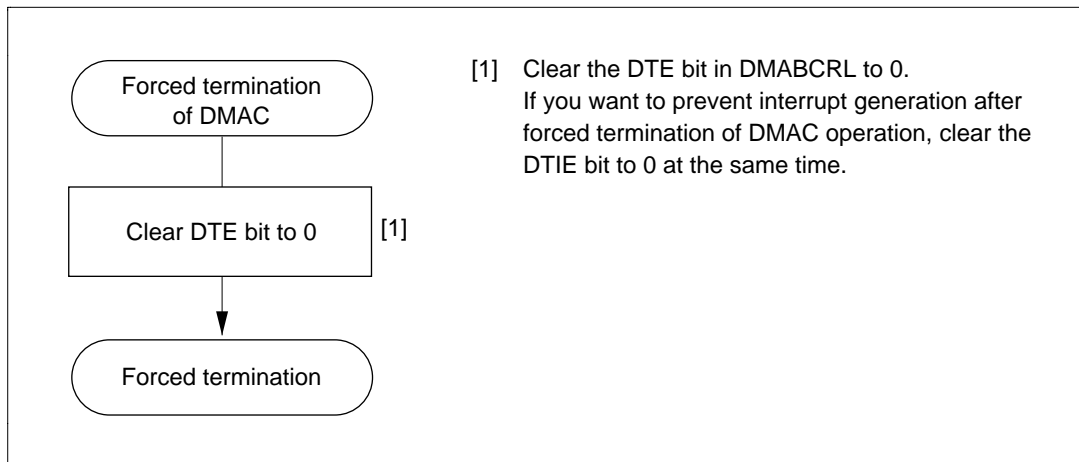 Forced termination
of DMAC
Clear DTE bit to 0
[1]
Forced termination
[1] Clear the DTE bit in DMABCRL to 0.
If you want to prevent interrupt generation after
forced termination of DMAC operation, clear the
DTIE bit to 0 at the same time.